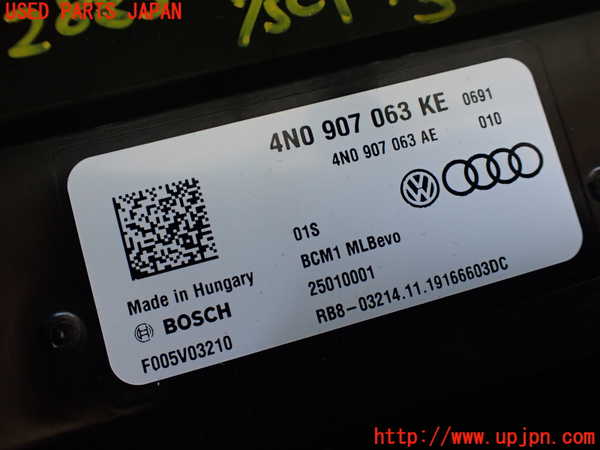 USED PARTS JAPAN
4N0 907 063 KE 0691
4N0 907 063 AE 010
01S
BCM1 MLBevo
25010001
RB8-03214.11.19166603DC
Made in Hungary
BOSCH
F005V03210
http://www.upjpn.com/